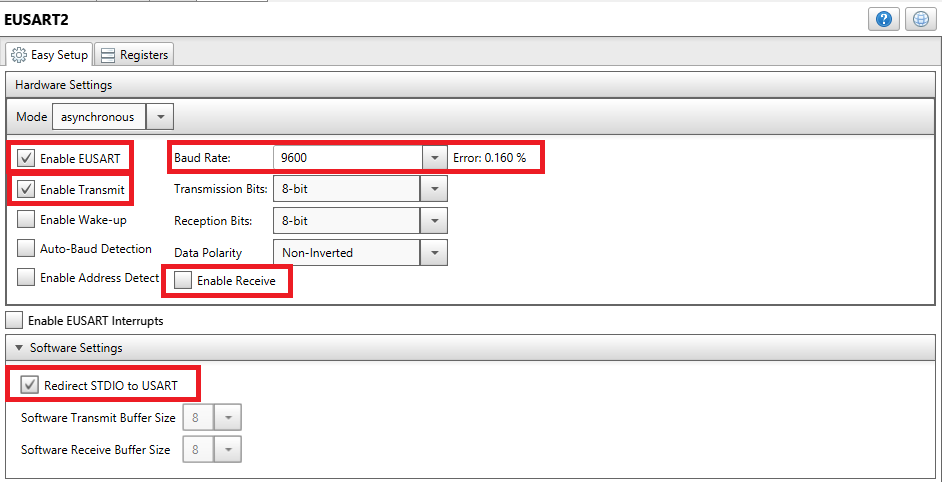 EUSART2
Easy Setup Registers
Hardware Settings
Mode asynchronous
Enable EUSART Baud Rate: 9600 Error: 0.160 %
Enable Transmit Transmission Bits: 8-bit
Enable Wake-up Reception Bits: 8-bit
Auto-Baud Detection Data Polarity Non-Inverted
Enable Address Detect Enable Receive
Enable EUSART Interrupts
Software Settings
Redirect STDIO to USART
Software Transmit Buffer Size 8
Software Receive Buffer Size 8